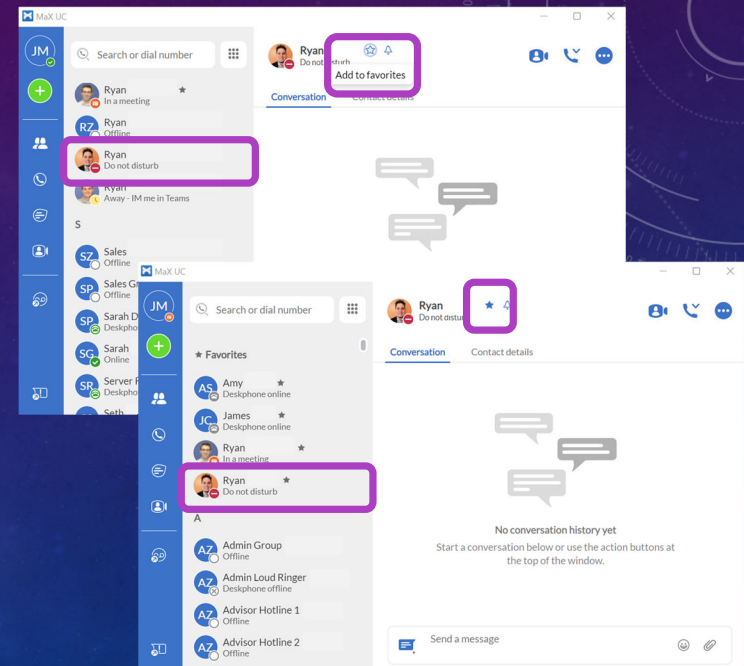 MaX UC
JM
Search or dial number
Ryan
In a meeting
RZ
Ryan
Offline
Ryan
Do not disturb
Ryan
Away - IM me in Teams
S
SZ
Sales
Offline
SP
Sales G
Offline
SP
Sarah D
Deskpho
SG
Sarah
Online
SR
Server F
Deskpho
Seth
Ryan
Do not disturb
Add to favorites
Conversation
Contact details
MaX UC
JM
Search or dial number
Favorites
AS
Amy
Deskphone online
JC
James
Deskphone online
Ryan
In a meeting
Ryan
Do not disturb
A
AZ
Admin Group
Offline
AZ
Admin Loud Ringer
Deskphone offline
AZ
Advisor Hotline 1
Offline
AZ
Advisor Hotline 2
Offline
Ryan
Do not distu
Conversation
Contact details
No conversation history yet
Start a conversation below or use the action buttons at
the top of the window.
Send a message